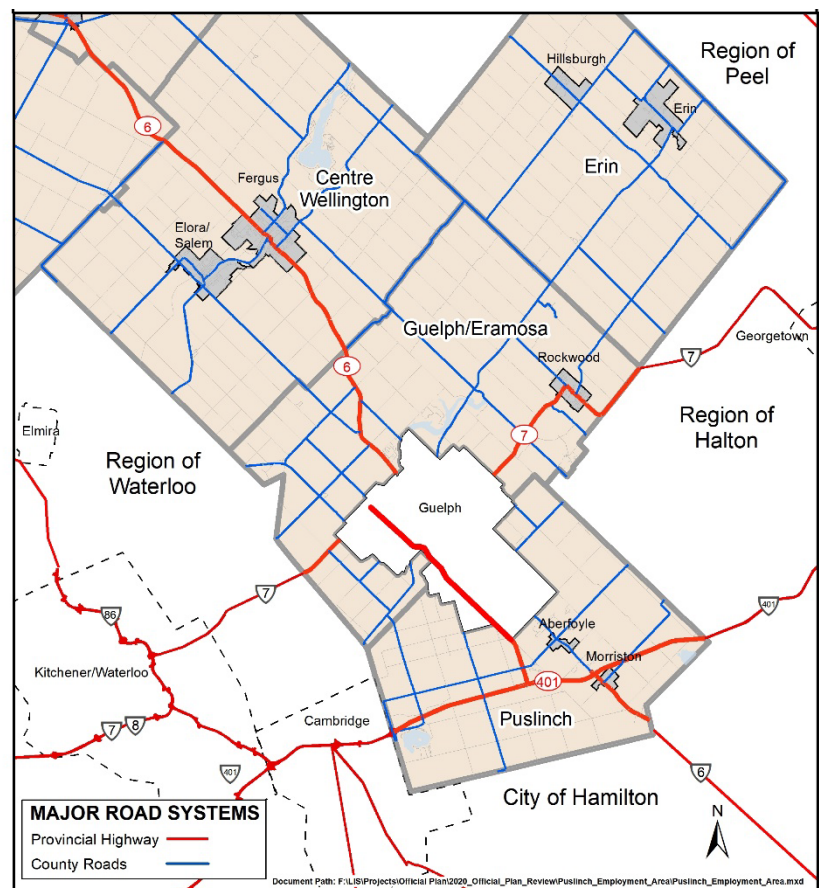 Region of
Peel
Hillsburgh
Erin
Erin
6
Fergus
Centre
Wellington
Elora/
Salem
Guelph/Eramosa
Georgetown
7
Rockwood
6
Region of
Halton
7
Elmira
Region of
Waterloo
Guelph
7
401
86
Aberfoyle
Morriston
Kitchener/Waterloo
401
Puslinch
Cambridge
7
8
401
6
City of Hamilton
MAJOR ROAD SYSTEMS
Provincial Highway
County Roads
N
Document Path: F:\LIS\Projects\Official Plan\2020_Official_Plan_Review\Puslinch_Employment_Area\Puslinch_Employment_Area.mxd